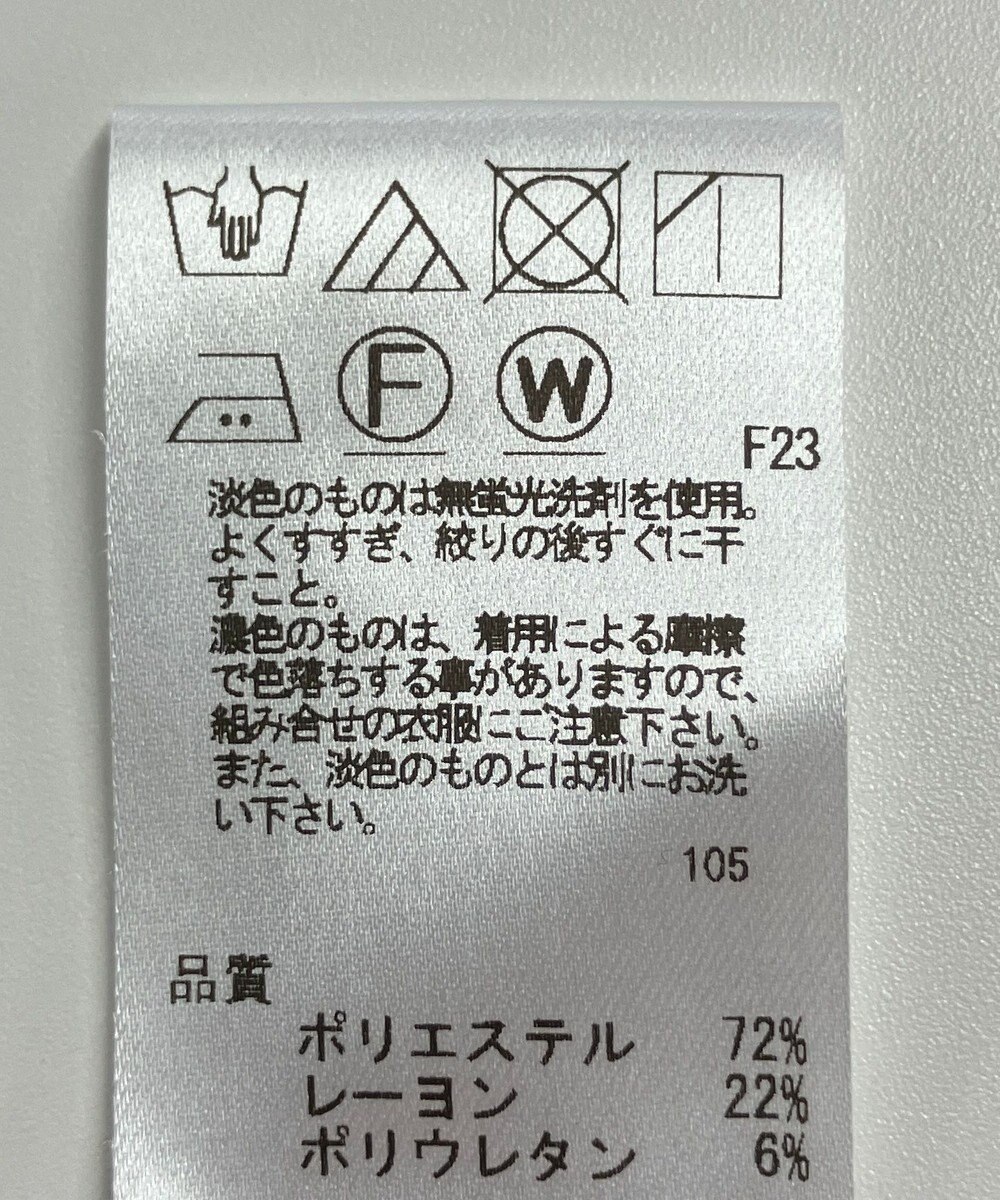 F W
F23
淡色のものは無蛍光洗剤を使用。
よくすすぎ、絞りの後すぐに干
すこと。
濃色のものは、着用による摩擦
で色落ちする事がありますので、
組み合せの衣服にご注意下さい。
また、淡色のものとは別にお洗
い下さい。
105
品質
ポリエステル 72%
レーヨン 22%
ポリウレタン 6%